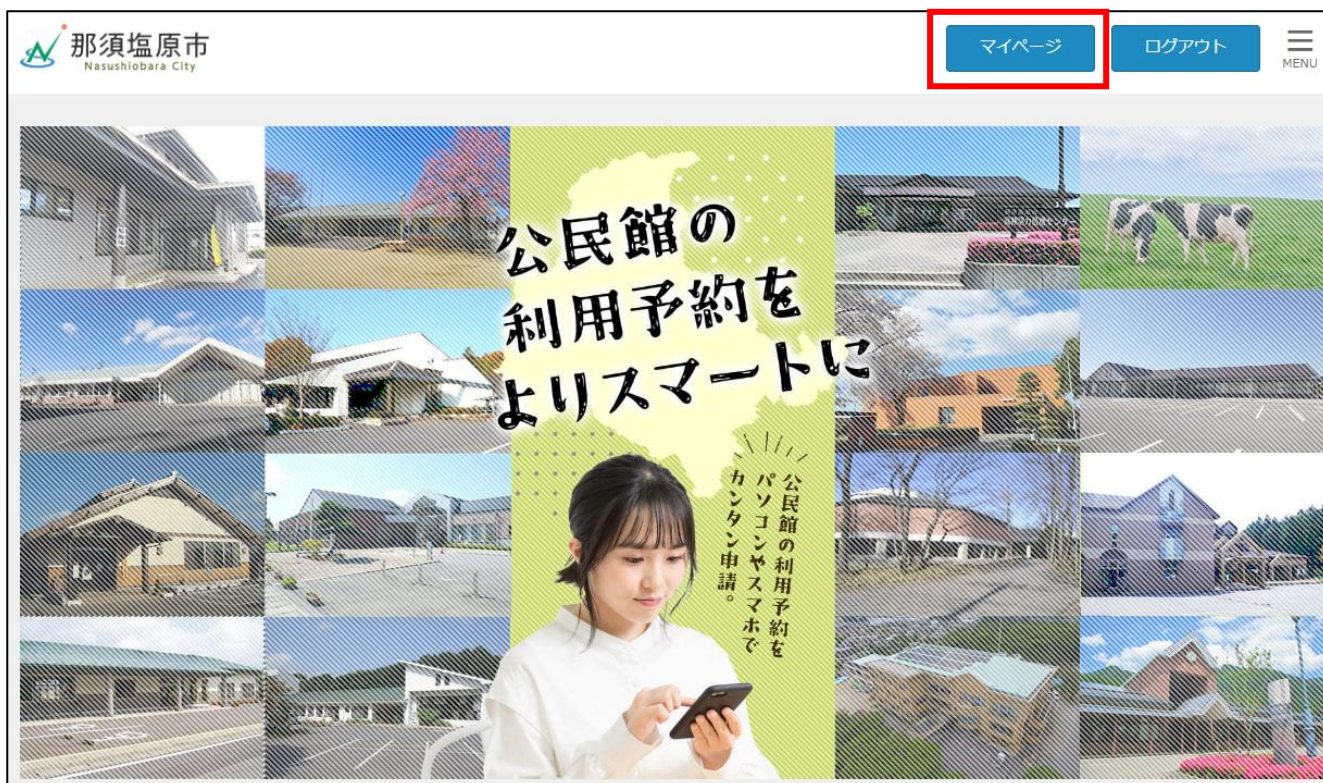 那須塩原市
Nasushiobara City
マイページ
ログアウト
MENU
公民館の
利用予約を
よりスマートに
公民館の利用予約を
パソコンやスマホで
カンタン申請。